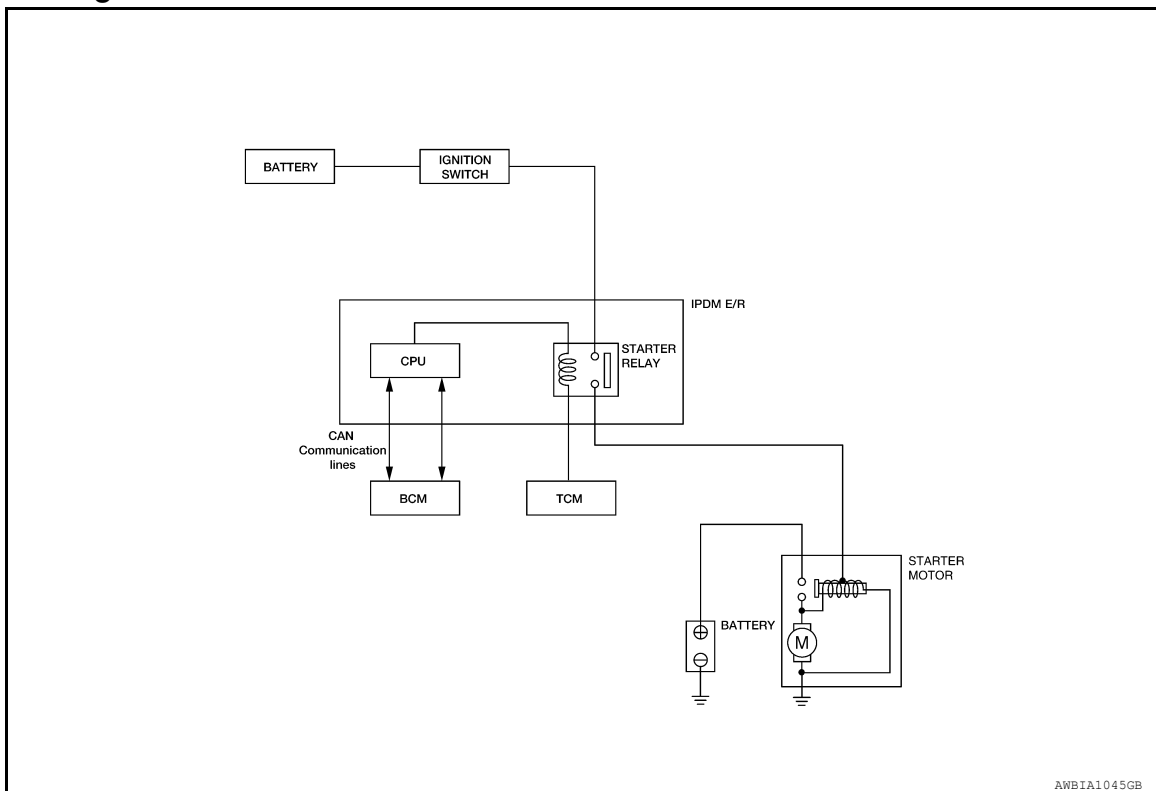 BATTERY
IGNITION
SWITCH
IPDM E/R
CPU
STARTER
RELAY
CAN
Communication
lines
BCM
TCM
STARTER
MOTOR
BATTERY
M
AWBIA1045GB